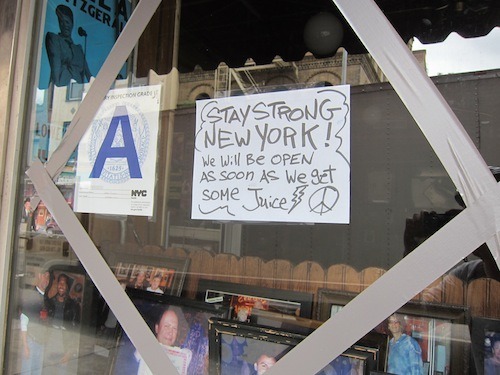 STAY STRONG
NEW YORK!
We Will Be OPEN
AS SOON AS We get
SOMe Juice
A
NYC